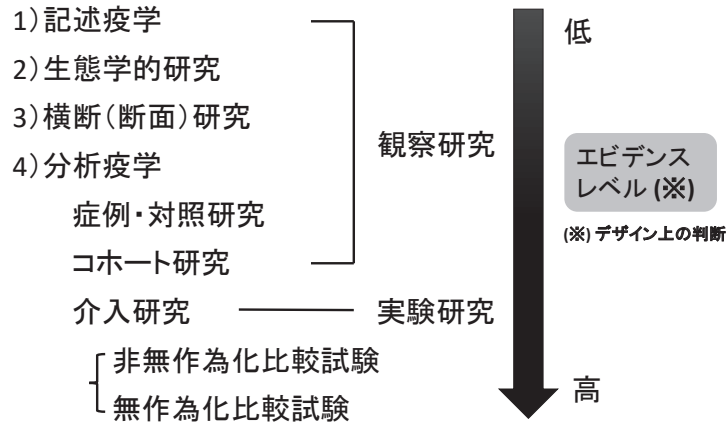 1)記述疫学
2)生態学的研究
3)横断(断面)研究
4)分析疫学
症例・対照研究
コホート研究
介入研究
非無作為化比較試験
無作為化比較試験
観察研究
実験研究
低
エビデンス
レベル (※)
(※) デザイン上の判断
高